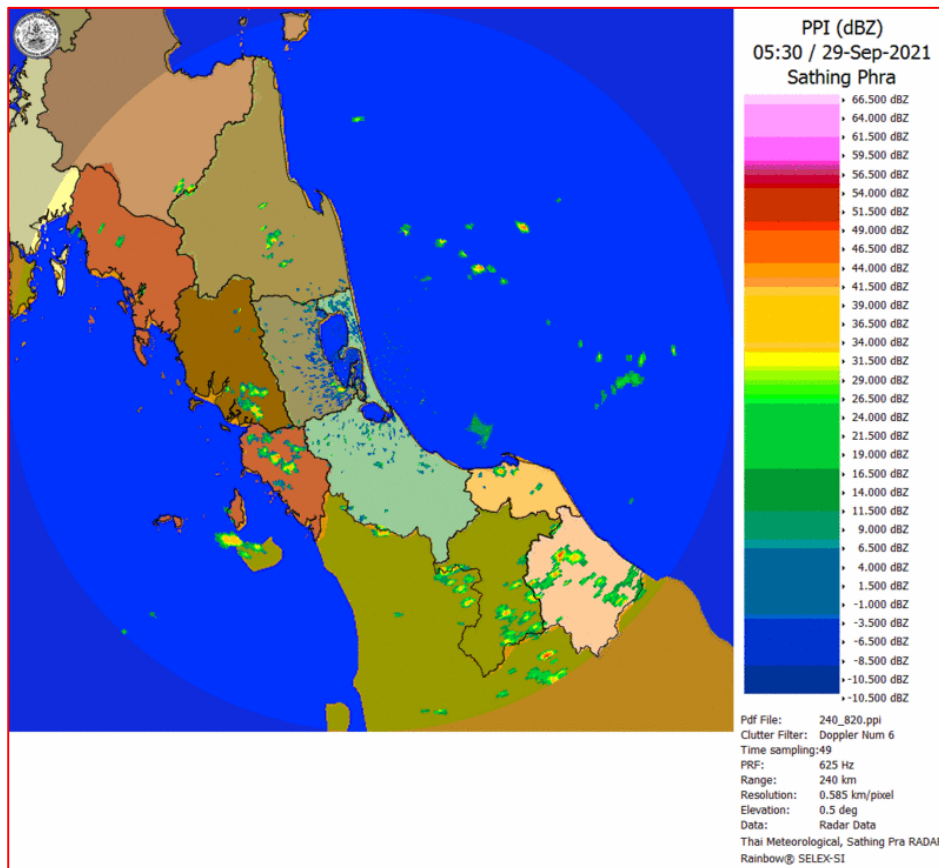 PPI (dBZ)
05:30 / 29-Sep-2021
Sathing Phra
66.500 dBZ
64.000 dBZ
61.500 dBZ
59.500 dBZ
56.500 dBZ
54.000 dBZ
51.500 dBZ
49.000 dBZ
46.500 dBZ
44.000 dBZ
41.500 dBZ
39.000 dBZ
36.500 dBZ
34.000 dBZ
31.500 dBZ
29.000 dBZ
26.500 dBZ
24.000 dBZ
21.500 dBZ
19.000 dBZ
16.500 dBZ
14.000 dBZ
11.500 dBZ
9.000 dBZ
6.500 dBZ
4.000 dBZ
1.500 dBZ
-1.000 dBZ
-3.500 dBZ
-6.500 dBZ
-8.500 dBZ
-10.500 dBZ
-10.500 dBZ
Pdf File: 240_820.ppi
Clutter Filter: Doppler Num 6
Time sampling:49
PRF: 625 Hz
Range: 240 km
Resolution: 0.585 km/pixel
Elevation: 0.5 deg
Data: Radar Data
Thai Meteorological, Sathing Pra RADAR
Rainbow® SELEX-SI